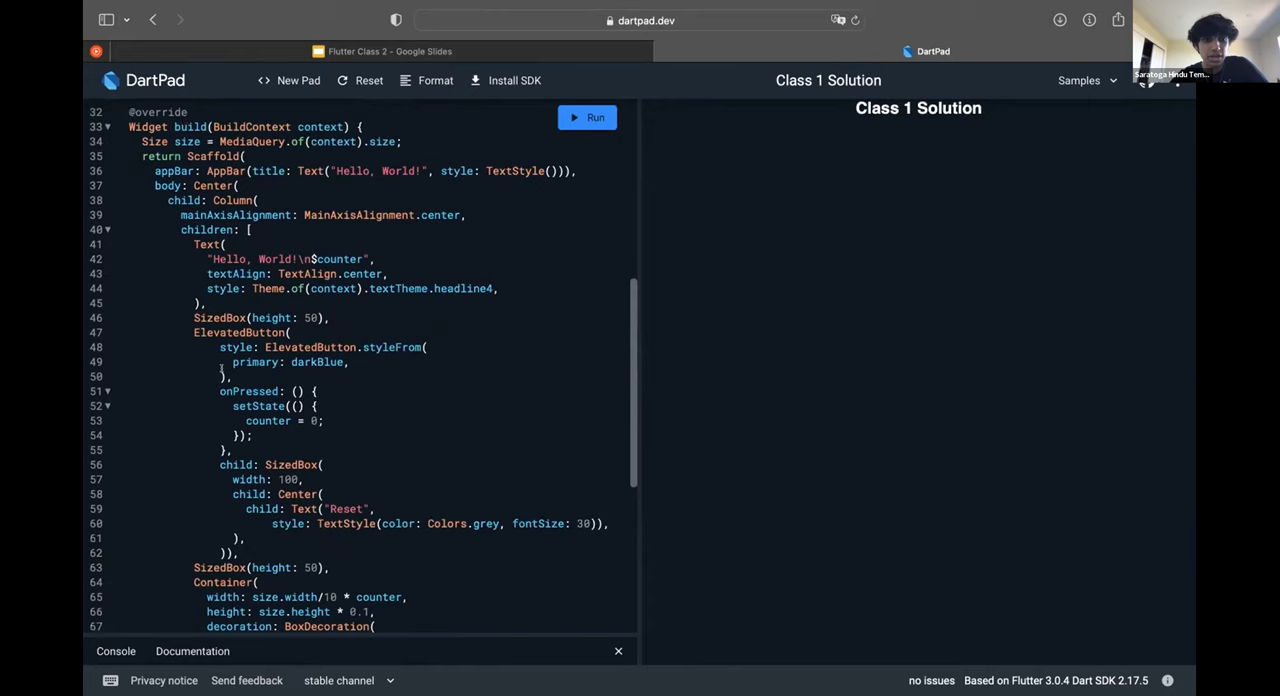 dartpad.dev
Flutter Class 2 - Google Slides
DartPad
Saratoga Hindu Tem...
DartPad
<> New Pad
Reset
Format
Install SDK
Class 1 Solution
Samples
Class 1 Solution
Run
32 @override
33 Widget build(BuildContext context) {
34 Size size = MediaQuery.of(context).size;
35 return Scaffold(
36 appBar: AppBar(title: Text("Hello, World!", style: TextStyle())),
37 body: Center(
38 child: Column(
39 mainAxisAlignment: MainAxisAlignment.center,
40 children: [
41 Text(
42 "Hello, World!\n$counter",
43 textAlign: TextAlign.center,
44 style: Theme.of(context).textTheme.headline4,
45 ),
46 SizedBox(height: 50),
47 ElevatedButton(
48 style: ElevatedButton.styleFrom(
49 primary: darkBlue,
50 ),
51 onPressed: () {
52 setState(() {
53 counter = 0;
54 });
55 },
56 child: SizedBox(
57 width: 100,
58 child: Center(
59 child: Text("Reset",
60 style: TextStyle(color: Colors.grey, fontSize: 30)),
61 ),
62 )),
63 SizedBox(height: 50),
64 Container(
65 width: size.width/10 * counter,
66 height: size.height * 0.1,
67 decoration: BoxDecoration(
Console
Documentation
Privacy notice
Send feedback
stable channel
no issues
Based on Flutter 3.0.4 Dart SDK 2.17.5